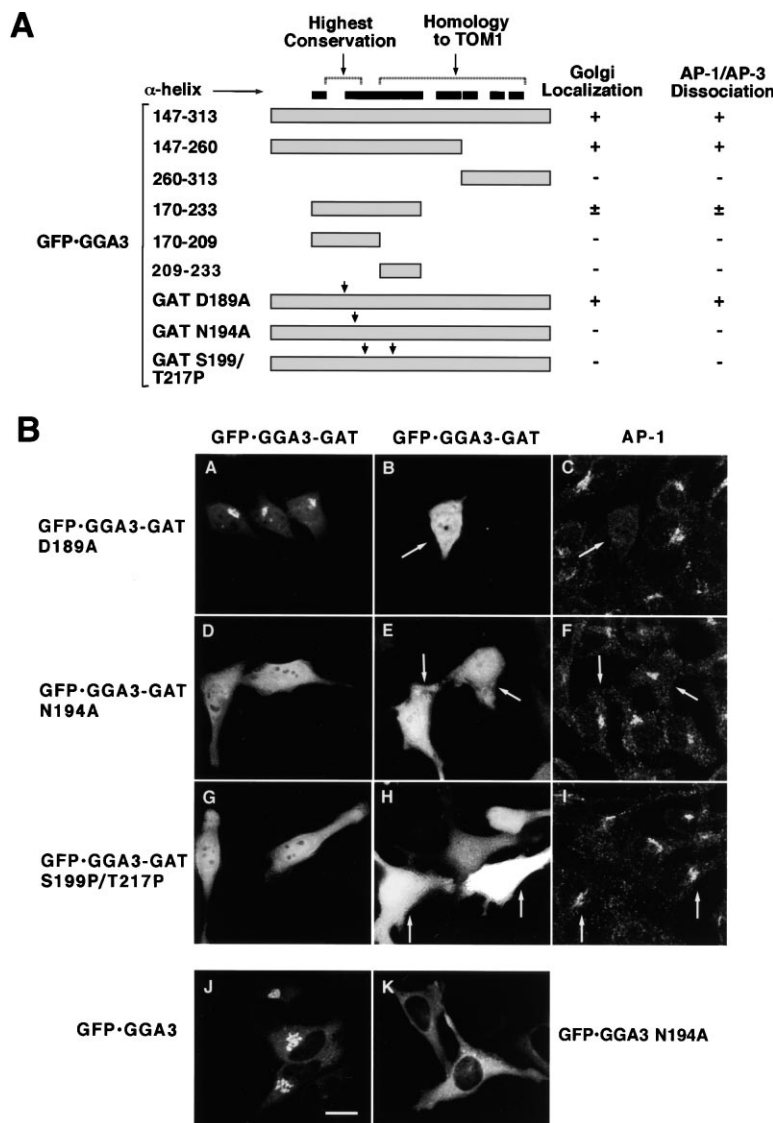 A
Highest
Conservation
Homology
to TOM1
Golgi
Localization
AP-1/AP-3
Dissociation
α-helix
GFP•GGA3
147-313 + +
147-260 + +
260-313 - -
170-233 ± ±
170-209 - -
209-233 - -
GAT D189A + +
GAT N194A - -
GAT S199/
T217P - -
B
GFP•GGA3-GAT GFP•GGA3-GAT AP-1
GFP•GGA3-GAT
D189A
A B C
GFP•GGA3-GAT
N194A
D E F
GFP•GGA3-GAT
S199P/T217P
G H I
GFP•GGA3
J K
GFP•GGA3 N194A